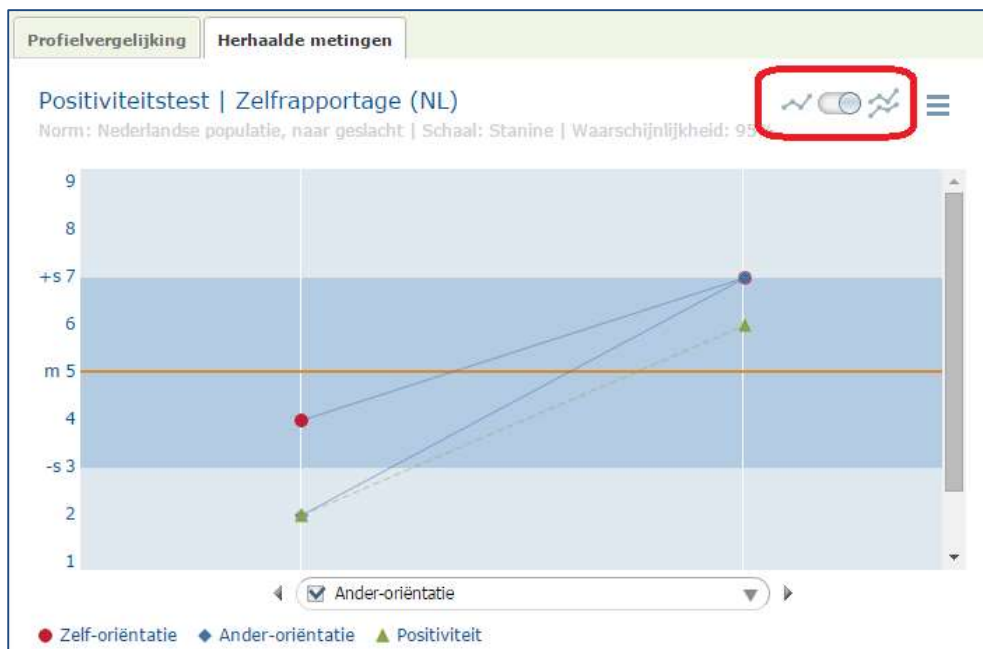 Profielvergelijking Herhaalde metingen
Positiviteitstest | Zelfrapportage (NL)
Norm: Nederlandse populatie, naar geslacht | Schaal: Stanine | Waarschijnlijkheid: 95%
9
8
+s 7
6
m 5
4
-s 3
2
1
Ander-oriëntatie
Zelf-oriëntatie Ander-oriëntatie Positiviteit